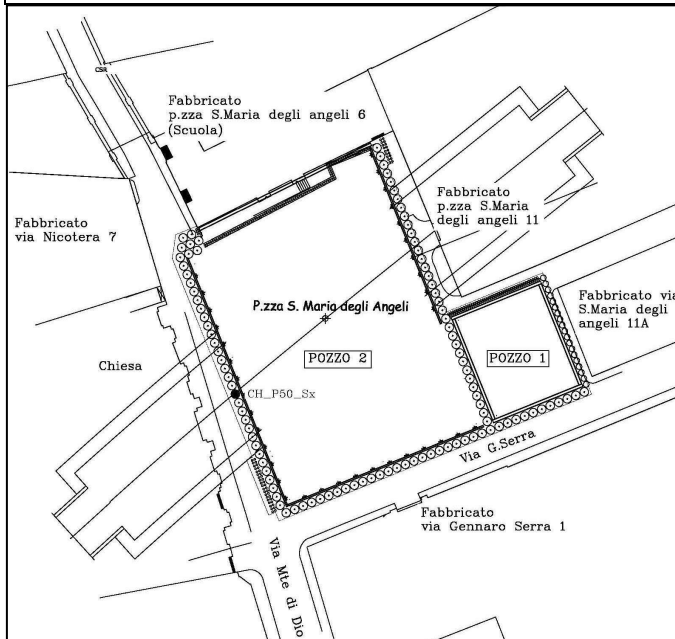 CSR
Fabbricato
p.zza S.Maria degli angeli 6
(Scuola)
Fabbricato
p.zza S.Maria
degli angeli 11
Fabbricato
via Nicotera 7
P.zza S. Maria degli Angeli
Fabbricato via
S.Maria degli
angeli 11A
POZZO 2
POZZO 1
Chiesa
CH_P50_Sx
Via G.Serra
Fabbricato
via Gennaro Serra 1
Via Mte di Dio